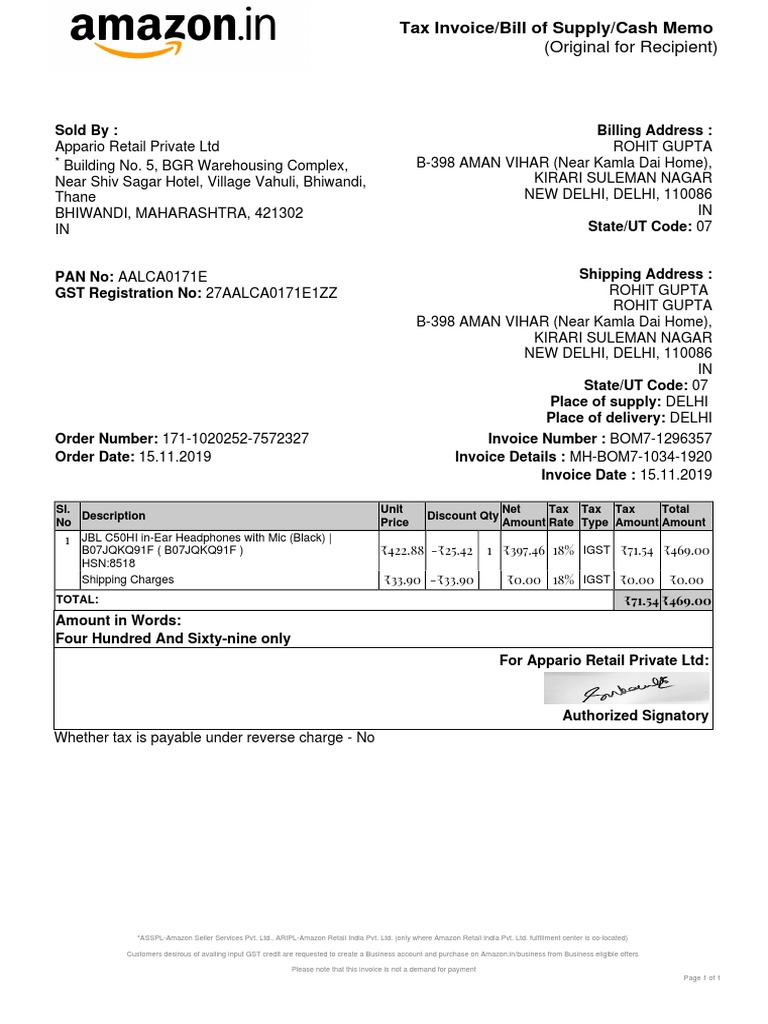 amazon.in
Tax Invoice/Bill of Supply/Cash Memo
(Original for Recipient)
Sold By :
Appario Retail Private Ltd
* Building No. 5, BGR Warehousing Complex,
Near Shiv Sagar Hotel, Village Vahuli, Bhiwandi,
Thane
BHIWANDI, MAHARASHTRA, 421302
IN
Billing Address :
ROHIT GUPTA
B-398 AMAN VIHAR (Near Kamla Dai Home),
KIRARI SULEMAN NAGAR
NEW DELHI, DELHI, 110086
IN
State/UT Code: 07
PAN No: AALCA0171E
GST Registration No: 27AALCA0171E1ZZ
Shipping Address :
ROHIT GUPTA
ROHIT GUPTA
B-398 AMAN VIHAR (Near Kamla Dai Home),
KIRARI SULEMAN NAGAR
NEW DELHI, DELHI, 110086
IN
State/UT Code: 07
Place of supply: DELHI
Place of delivery: DELHI
Order Number: 171-1020252-7572327
Order Date: 15.11.2019
Invoice Number : BOM7-1296357
Invoice Details : MH-BOM7-1034-1920
Invoice Date : 15.11.2019
Sl. No Description Unit Price Discount Qty Net Amount Tax Rate Tax Type Tax Amount Total Amount
1 JBL C50HI in-Ear Headphones with Mic (Black) |
B07JQKQ91F ( B07JQKQ91F ) ₹422.88 -₹25.42 1 ₹397.46 18% IGST ₹71.54 ₹469.00
HSN:8518
Shipping Charges ₹33.90 -₹33.90 ₹0.00 18% IGST ₹0.00 ₹0.00
TOTAL: ₹71.54 ₹469.00
Amount in Words:
Four Hundred And Sixty-nine only
For Appario Retail Private Ltd:
Authorized Signatory
Whether tax is payable under reverse charge - No
*ASSPL-Amazon Seller Services Pvt. Ltd., ARIPL-Amazon Retail India Pvt. Ltd. (only where Amazon Retail India Pvt. Ltd. fulfillment center is co-located)
Customers desirous of availing input GST credit are requested to create a Business account and purchase on Amazon.in/business from Business eligible offers
Please note that this invoice is not a demand for payment
Page 1 of 1